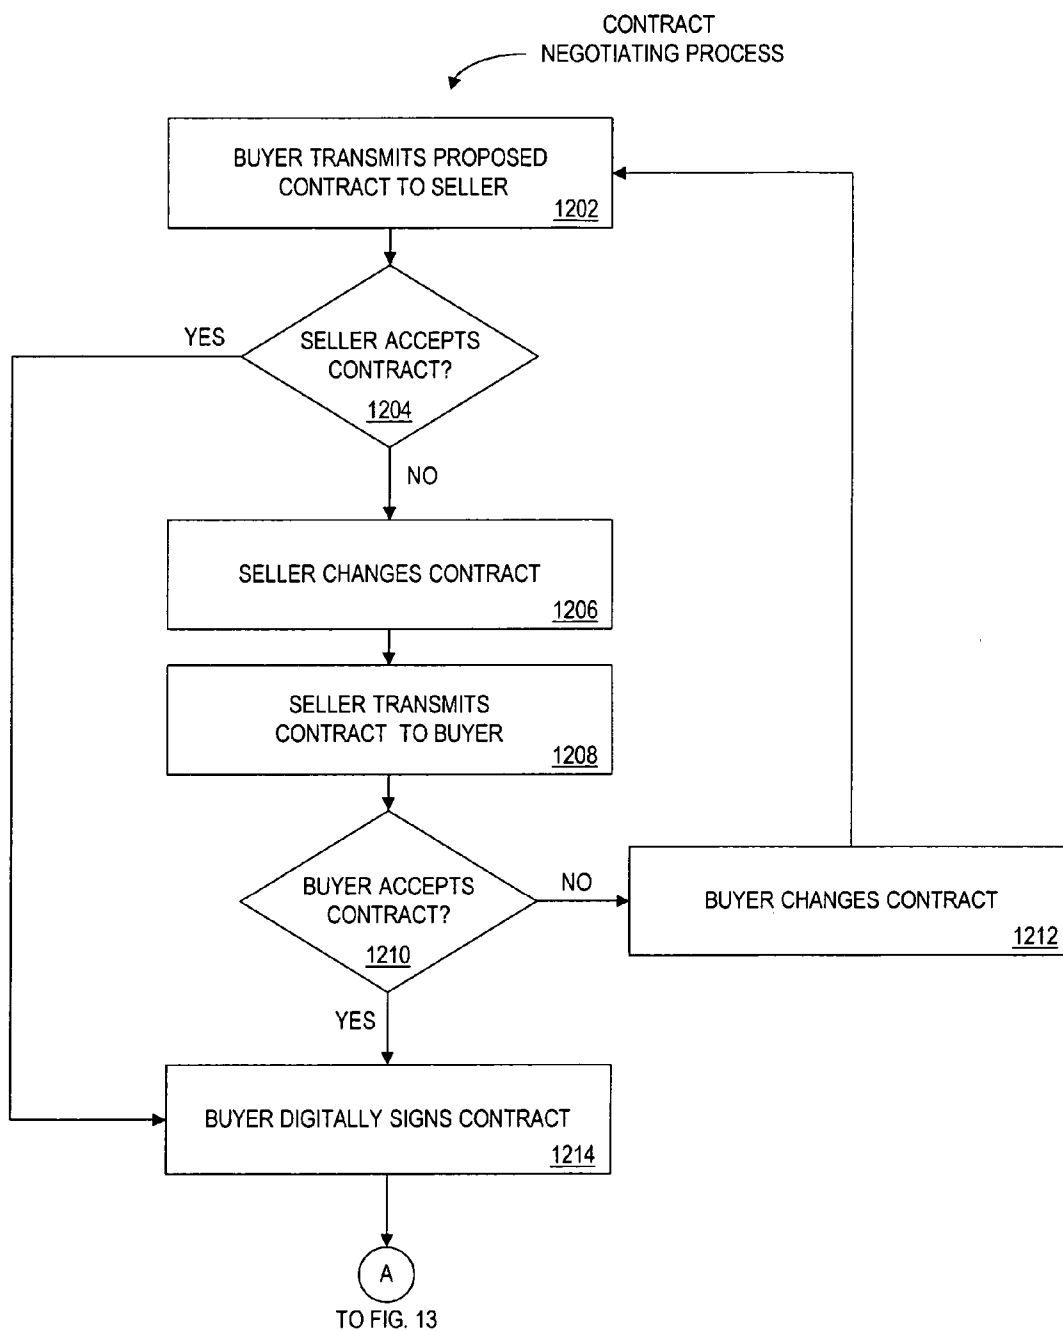 CONTRACT
NEGOTIATING PROCESS
BUYER TRANSMITS PROPOSED
CONTRACT TO SELLER
1202
YES
SELLER ACCEPTS
CONTRACT?
1204
NO
SELLER CHANGES CONTRACT
1206
SELLER TRANSMITS
CONTRACT TO BUYER
1208
BUYER ACCEPTS
CONTRACT?
1210
NO
BUYER CHANGES CONTRACT
1212
YES
BUYER DIGITALLY SIGNS CONTRACT
1214
A
TO FIG. 13